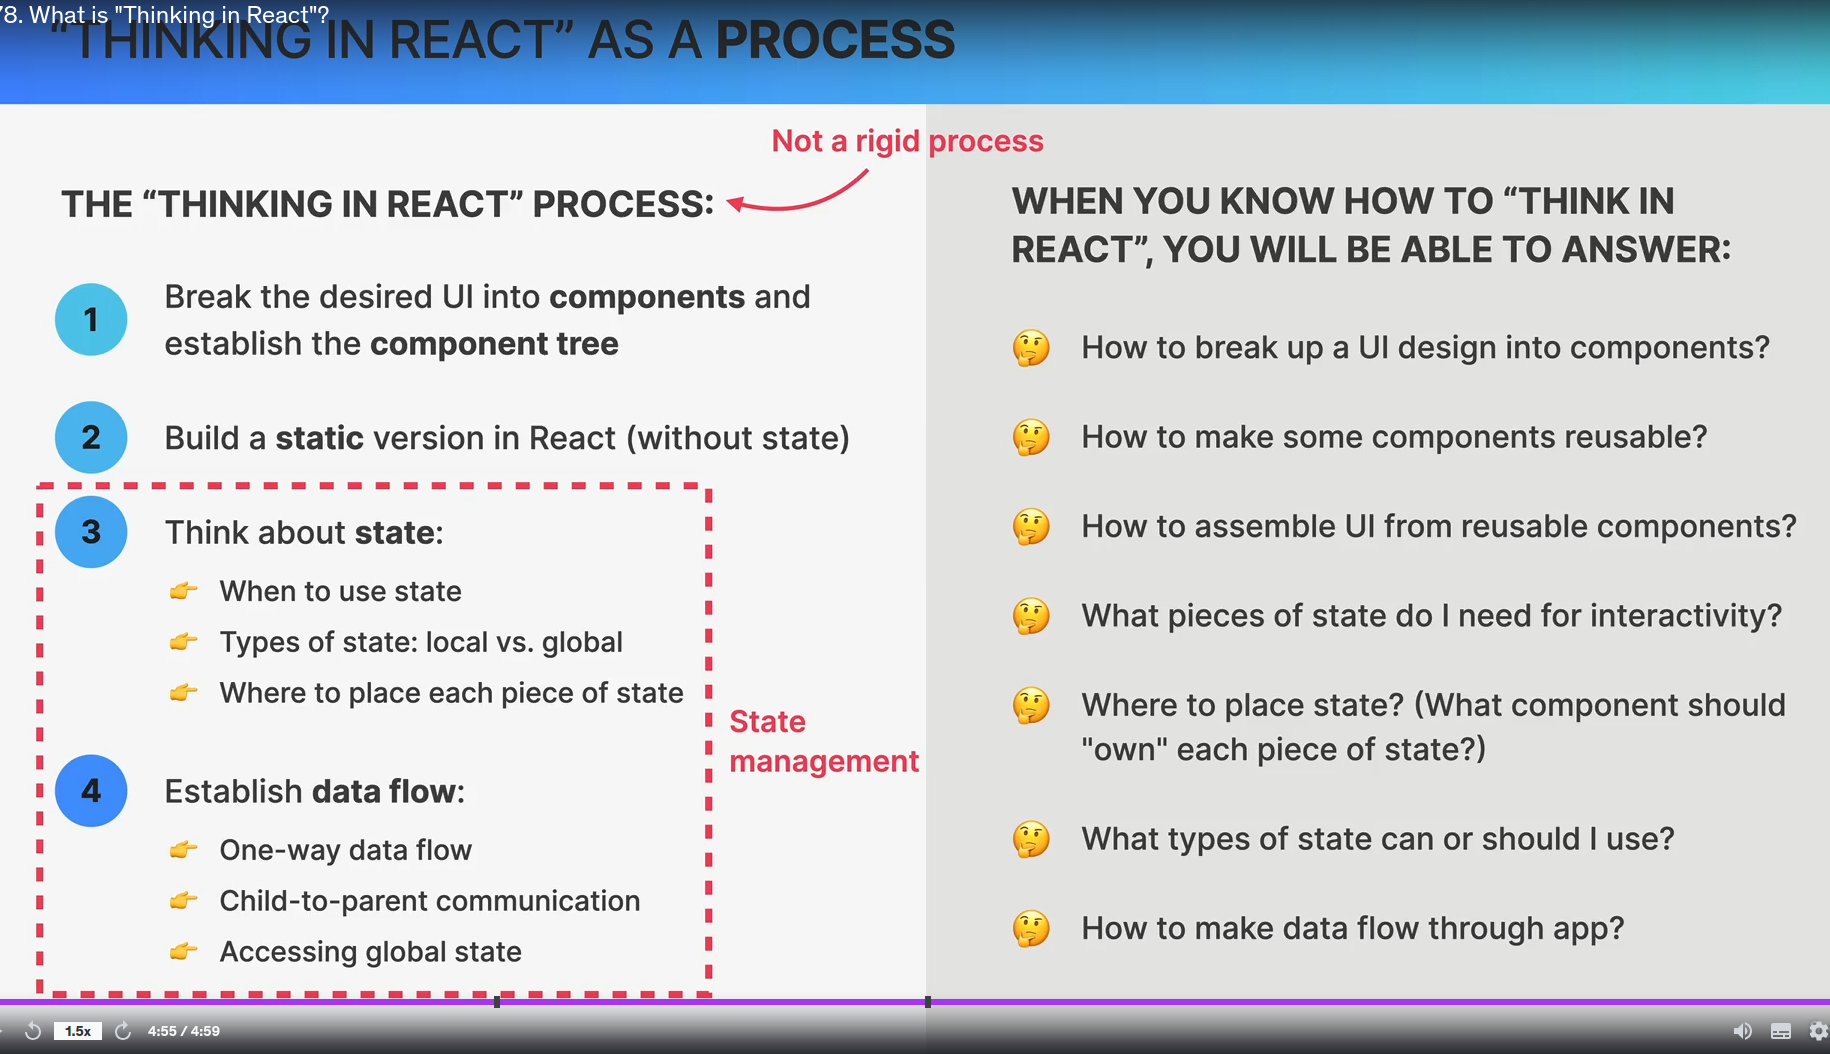 78. What is "Thinking in React"?
“THINKING IN REACT” AS A PROCESS
Not a rigid process
THE “THINKING IN REACT” PROCESS:
1
Break the desired UI into components and
establish the component tree
2
Build a static version in React (without state)
3
Think about state:
👉 When to use state
👉 Types of state: local vs. global
👉 Where to place each piece of state
State
management
4
Establish data flow:
👉 One-way data flow
👉 Child-to-parent communication
👉 Accessing global state
WHEN YOU KNOW HOW TO “THINK IN
REACT”, YOU WILL BE ABLE TO ANSWER:
🤔 How to break up a UI design into components?
🤔 How to make some components reusable?
🤔 How to assemble UI from reusable components?
🤔 What pieces of state do I need for interactivity?
🤔 Where to place state? (What component should
"own" each piece of state?)
🤔 What types of state can or should I use?
🤔 How to make data flow through app?
1.5x
4:55 / 4:59